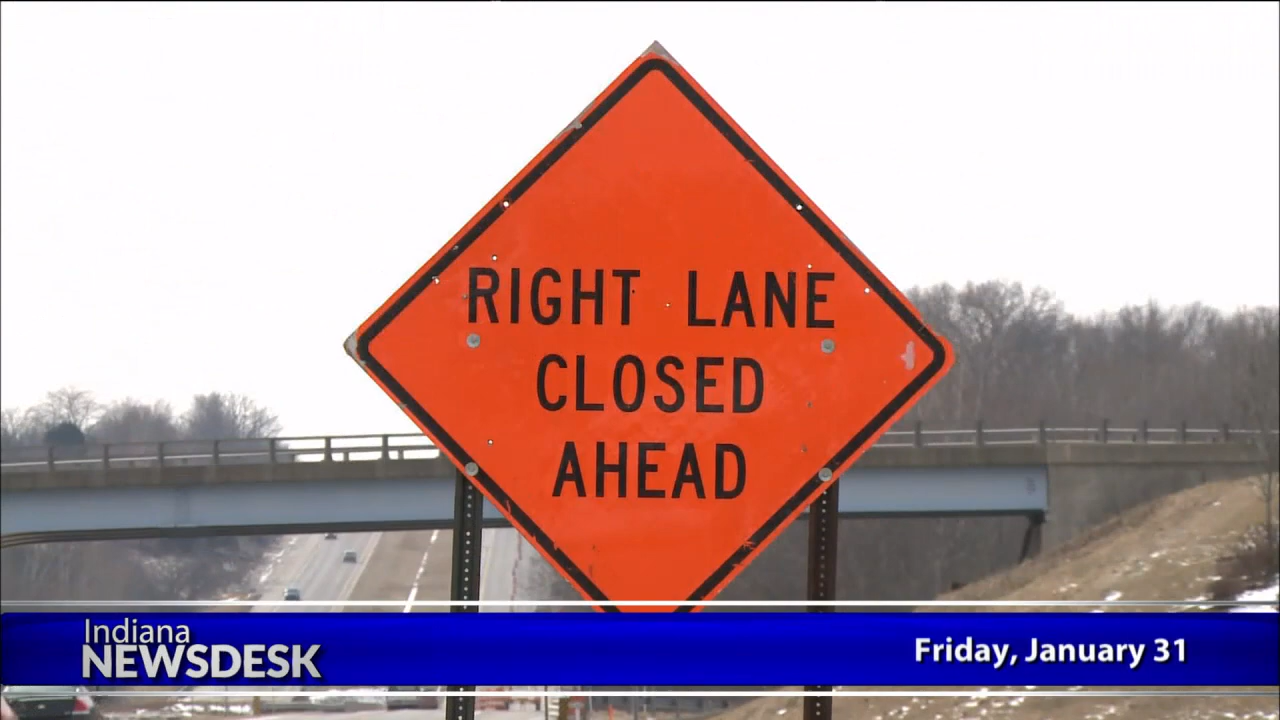 RIGHT LANE
CLOSED
AHEAD
Indiana
NEWSDESK
Friday, January 31